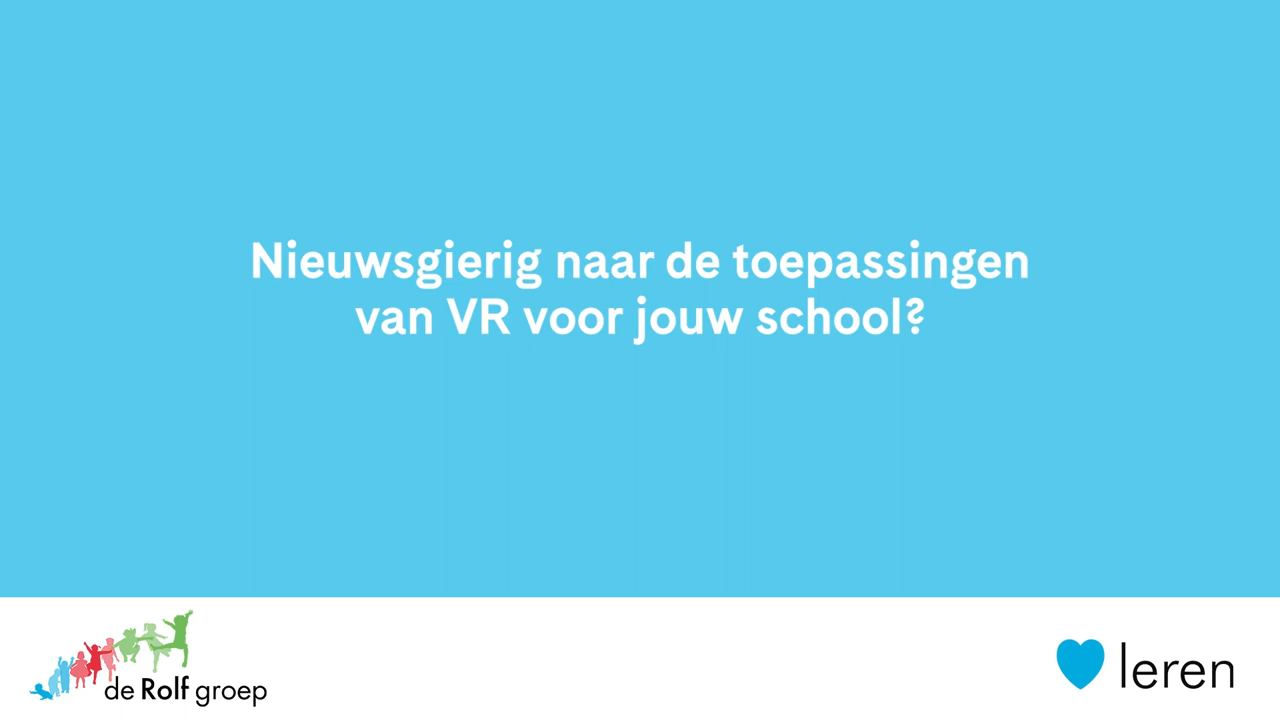 Nieuwsgierig naar de toepassingen
van VR voor jouw school?
de Rolf groep
leren